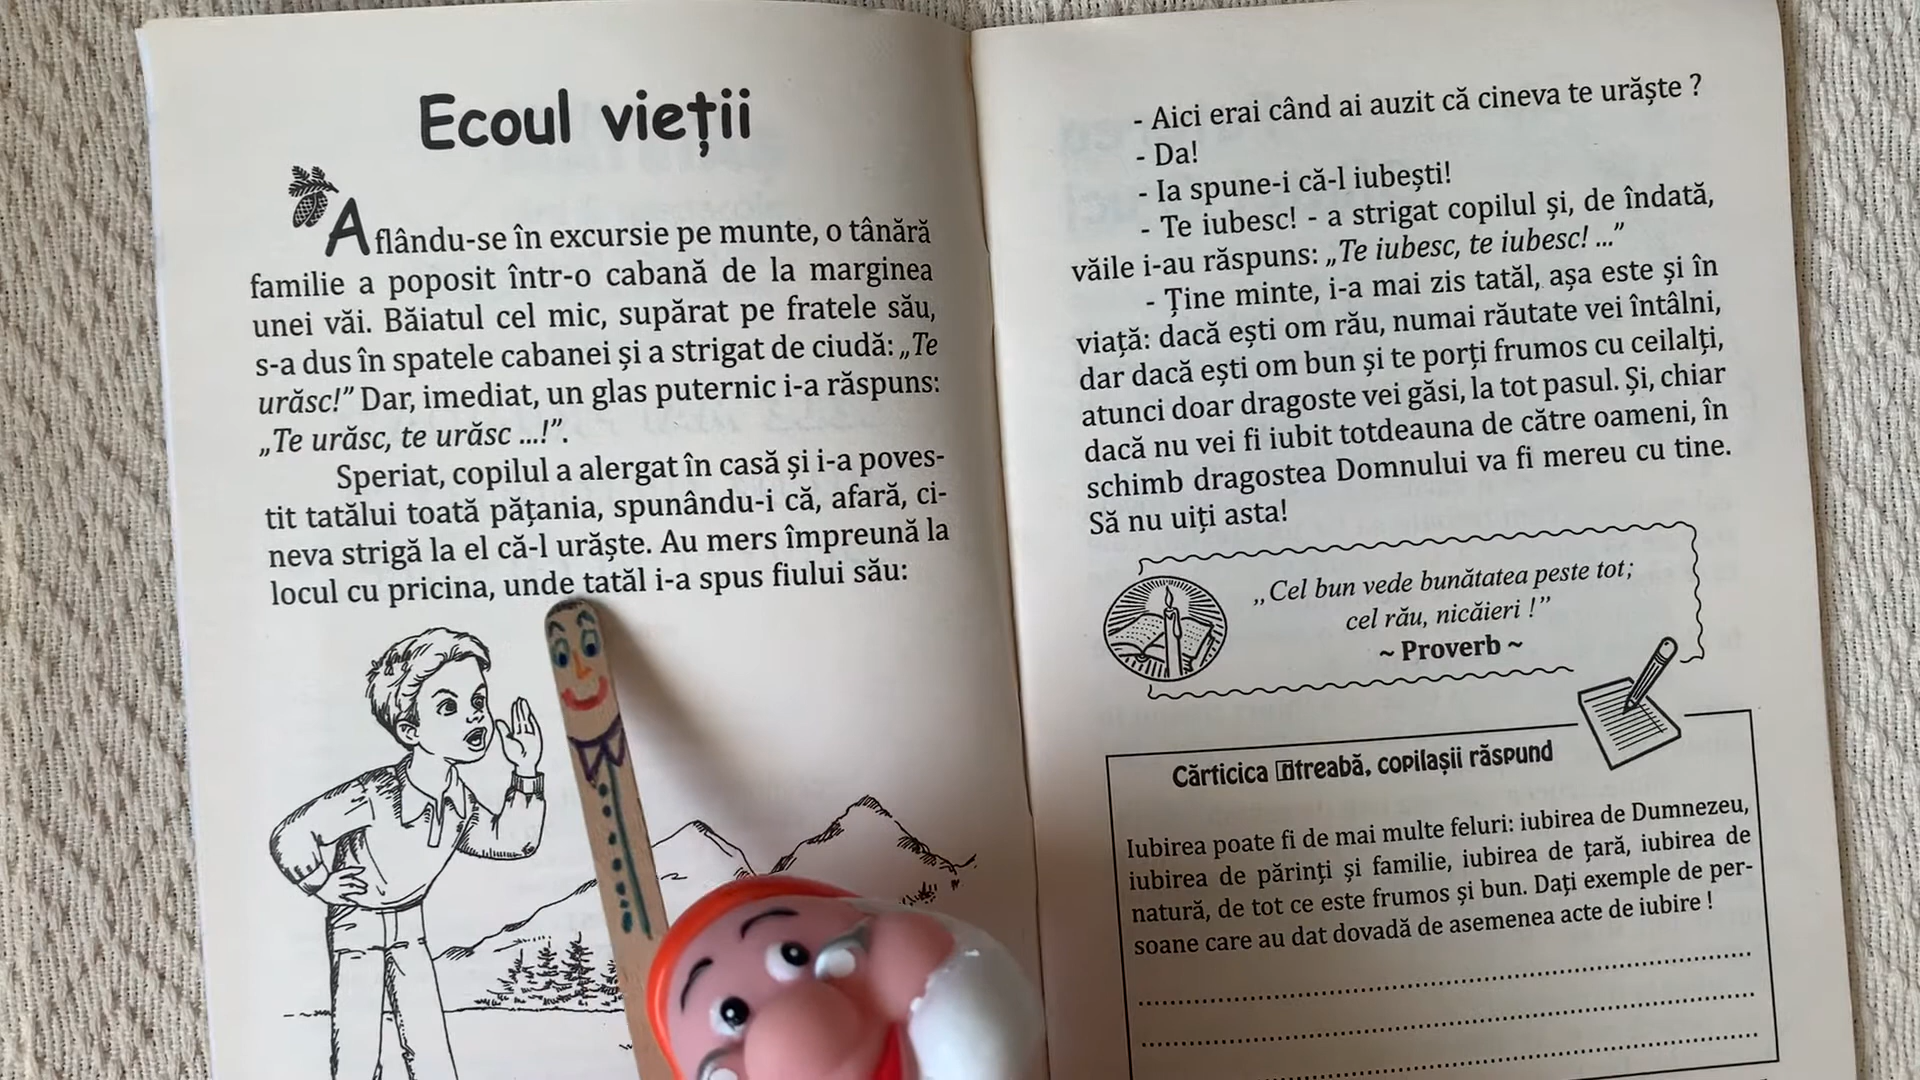 Ecoul vieții
Aflându-se în excursie pe munte, o tânără
familie a poposit într-o cabană de la marginea
unei văi. Băiatul cel mic, supărat pe fratele său,
s-a dus în spatele cabanei și a strigat de ciudă: „Te
urăsc!” Dar, imediat, un glas puternic i-a răspuns:
„Te urăsc, te urăsc ...!”.
Speriat, copilul a alergat în casă și i-a poves-
tit tatălui toată pățania, spunându-i că, afară, ci-
neva strigă la el că-l urăște. Au mers împreună la
locul cu pricina, unde tatăl i-a spus fiului său:
- Aici erai când ai auzit că cineva te urăște ?
- Da!
- Ia spune-i că-l iubești!
- Te iubesc! - a strigat copilul și, de îndată,
văile i-au răspuns: „Te iubesc, te iubesc! ...”
- Ține minte, i-a mai zis tatăl, așa este și în
viață: dacă ești om rău, numai răutate vei întâlni,
dar dacă ești om bun și te porți frumos cu ceilalți,
atunci doar dragoste vei găsi, la tot pasul. Și, chiar
dacă nu vei fi iubit totdeauna de către oameni, în
schimb dragostea Domnului va fi mereu cu tine.
Să nu uiți asta!
„Cel bun vede bunătatea peste tot;
cel rău, nicăieri !”
~ Proverb ~
Cărticica treabă, copilașii răspund
Iubirea poate fi de mai multe feluri: iubirea de Dumnezeu,
iubirea de părinți și familie, iubirea de țară, iubirea de
natură, de tot ce este frumos și bun. Dați exemple de per-
soane care au dat dovadă de asemenea acte de iubire !